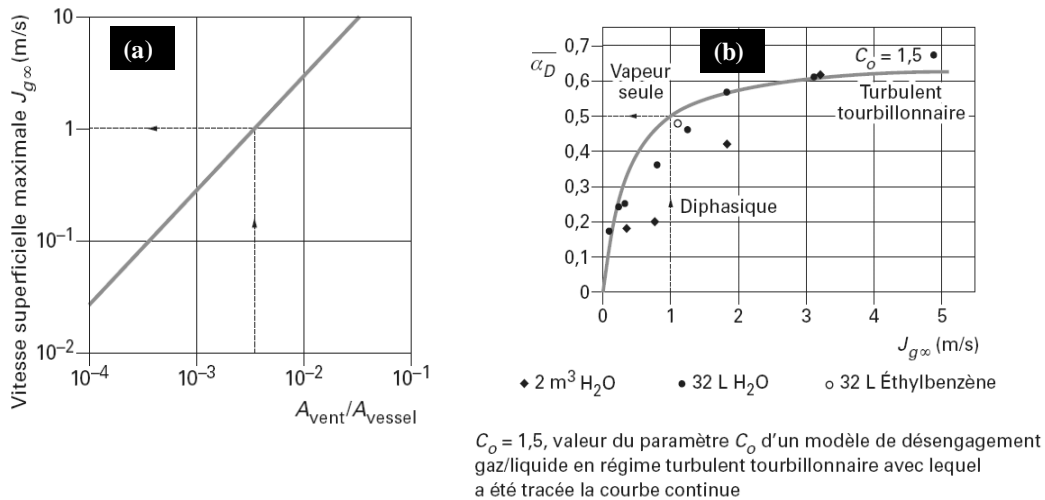 (a)
Vitesse superficielle maximale J_g∞ (m/s)
10
1
10⁻¹
10⁻²
10⁻⁴
10⁻³
10⁻²
10⁻¹
A_vent/A_vessel
(b)
α_D
0,7
0,6
0,5
0,4
0,3
0,2
0,1
0
Vapeur
seule
C_o = 1,5
Turbulent
tourbillonnaire
Diphasique
0
1
2
3
4
5
J_g∞ (m/s)
◆ 2 m³ H₂O
● 32 L H₂O
○ 32 L Éthylbenzène
C_o = 1,5, valeur du paramètre C_o d'un modèle de désengagement
gaz/liquide en régime turbulent tourbillonnaire avec lequel
a été tracée la courbe continue